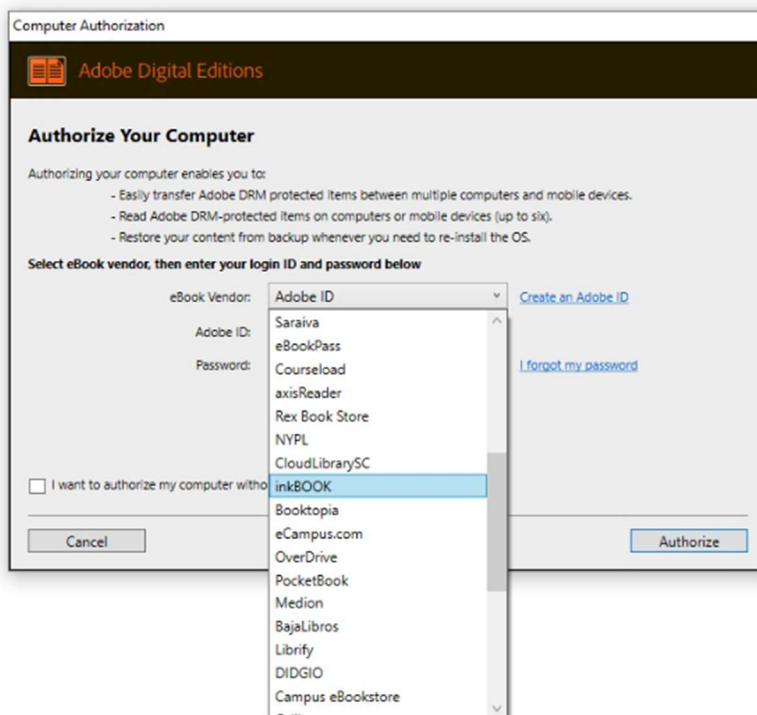 Computer Authorization
Adobe Digital Editions
Authorize Your Computer
Authorizing your computer enables you to:
- Easily transfer Adobe DRM protected items between multiple computers and mobile devices.
- Read Adobe DRM-protected items on computers or mobile devices (up to six).
- Restore your content from backup whenever you need to re-install the OS.
Select eBook vendor, then enter your login ID and password below
eBook Vendor: Adobe ID Create an Adobe ID
Saraiva
Adobe ID:
eBookPass
Password: Courseload I forgot my password
axisReader
Rex Book Store
NYPL
CloudLibrarySC
I want to authorize my computer inkBOOK
Booktopia
eCampus.com
Cancel Authorize
OverDrive
PocketBook
Medion
BajaLibros
Librify
DIDGIO
Campus eBookstore